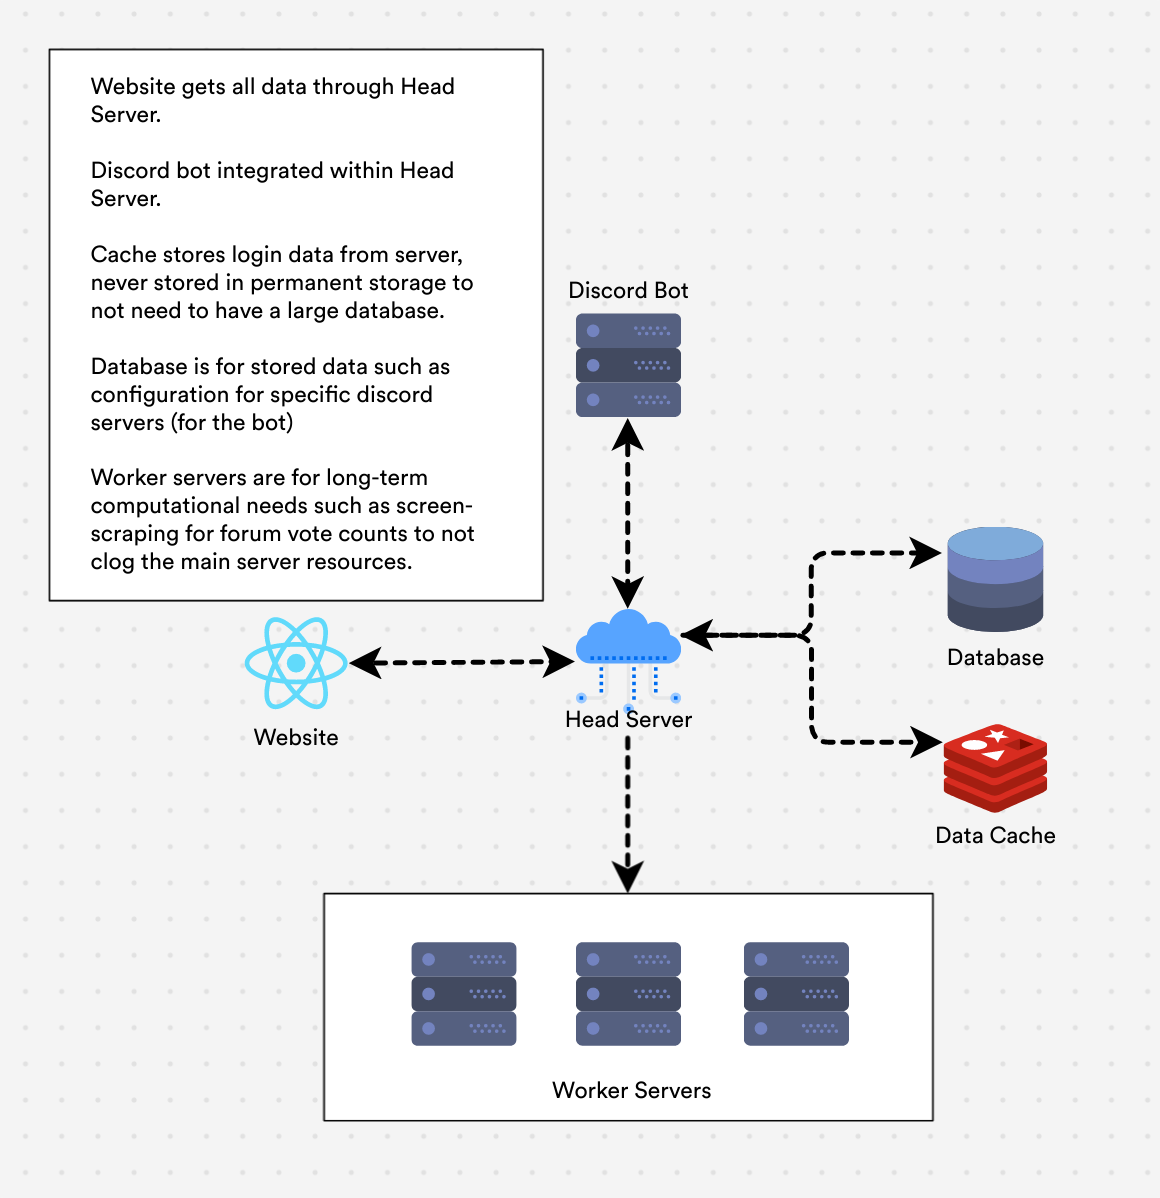 Website gets all data through Head
Server.
Discord bot integrated within Head
Server.
Cache stores login data from server,
never stored in permanent storage to
not need to have a large database.
Database is for stored data such as
configuration for specific discord
servers (for the bot)
Worker servers are for long-term
computational needs such as screen-
scraping for forum vote counts to not
clog the main server resources.
Discord Bot
Database
Head Server
Website
Data Cache
Worker Servers